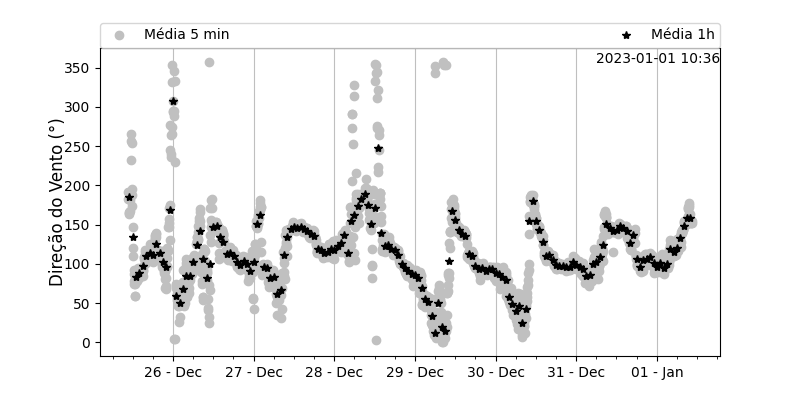 Média 5 min
Média 1h
2023-01-01 10:36
Direção do Vento (°)
350
300
250
200
150
100
50
0
26 - Dec
27 - Dec
28 - Dec
29 - Dec
30 - Dec
31 - Dec
01 - Jan